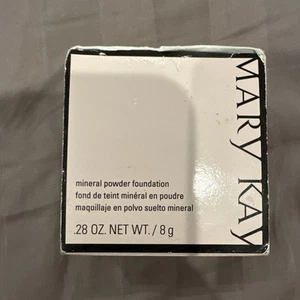 MARY KAY
mineral powder foundation
fond de teint minéral en poudre
maquillaje en polvo suelto mineral
.28 OZ. NET WT. / 8 g